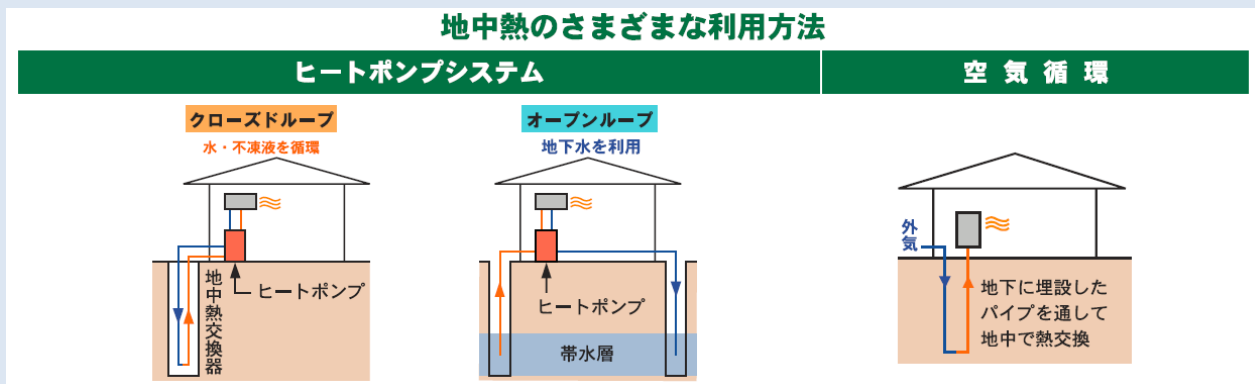 地中熱のさまざまな利用方法
ヒートポンプシステム
空気循環
クローズドループ
水・不凍液を循環
地中熱交換器
ヒートポンプ
オープンループ
地下水を利用
ヒートポンプ
帯水層
外気
地下に埋設した
パイプを通して
地中で熱交換